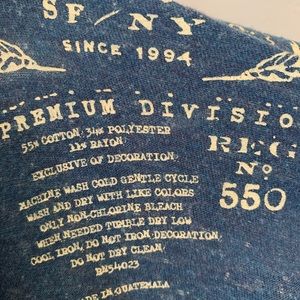 SF/NY
SINCE 1994
PREMIUM DIVISIO
55% COTTON/34% POLYESTER
11% RAYON
EXCLUSIVE OF DECORATION
REG
Nº
550
MACHINE WASH COLD GENTLE CYCLE
WASH AND DRY WITH LIKE COLORS
ONLY NON-CHLORINE BLEACH
WHEN NEEDED TUMBLE DRY LOW
COOL IRON, DO NOT IRON DECORATION,
DO NOT DRY CLEAN
RN54023
DE IN GUATEMALA